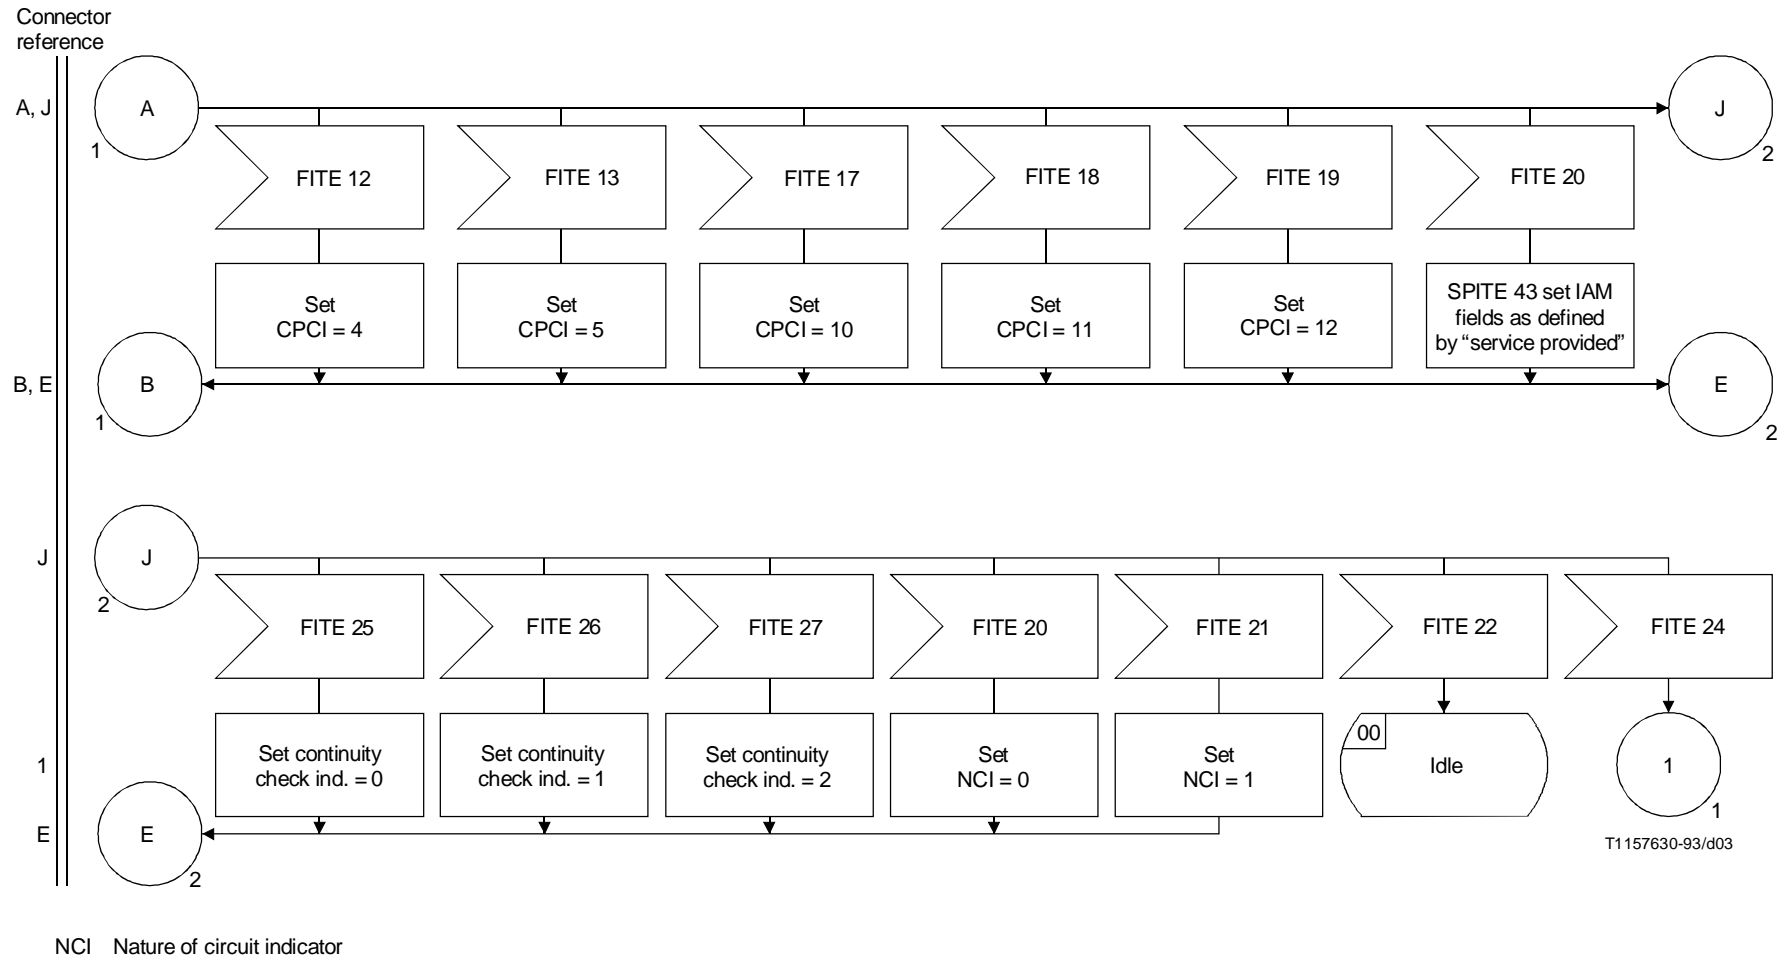 Connector
reference
A, J
A
1
J
2
FITE 12
FITE 13
FITE 17
FITE 18
FITE 19
FITE 20
Set
CPCI = 4
Set
CPCI = 5
Set
CPCI = 10
Set
CPCI = 11
Set
CPCI = 12
SPITE 43 set IAM
fields as defined
by “service provided”
B, E
B
1
E
2
J
J
2
FITE 25
FITE 26
FITE 27
FITE 20
FITE 21
FITE 22
FITE 24
1
Set continuity
check ind. = 0
Set continuity
check ind. = 1
Set continuity
check ind. = 2
Set
NCI = 0
Set
NCI = 1
00
Idle
1
1
E
E
2
T1157630-93/d03
NCI Nature of circuit indicator